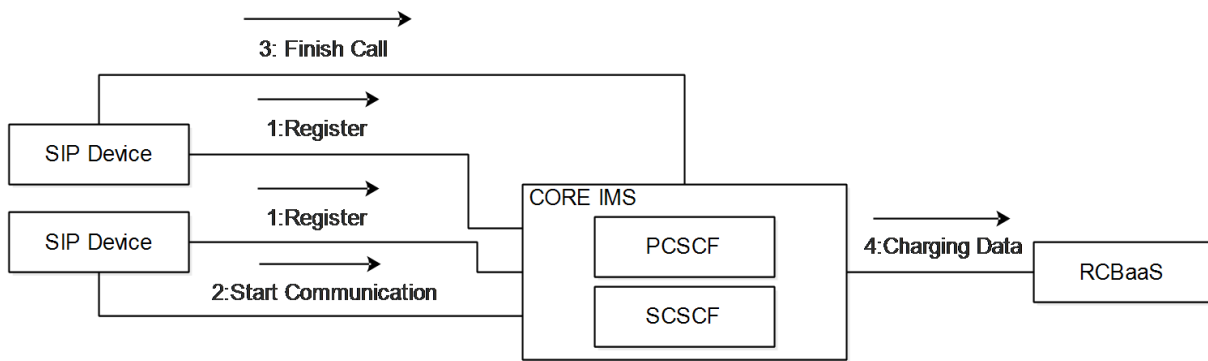 3: Finish Call
1:Register
SIP Device
1:Register
CORE IMS
SIP Device
PCSCF
4:Charging Data
RCBaaS
2:Start Communication
SCSCF